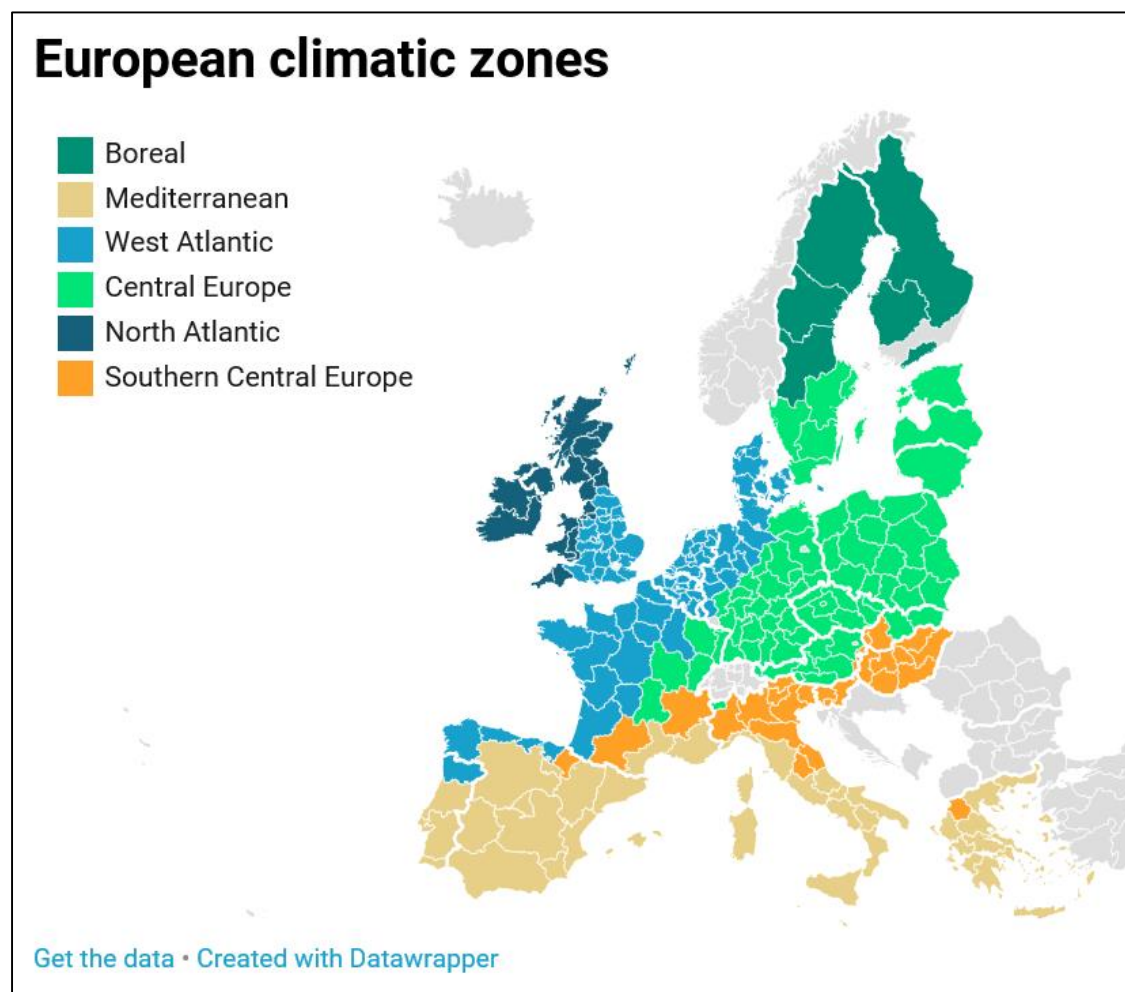 European climatic zones
Boreal
Mediterranean
West Atlantic
Central Europe
North Atlantic
Southern Central Europe
Get the data • Created with Datawrapper